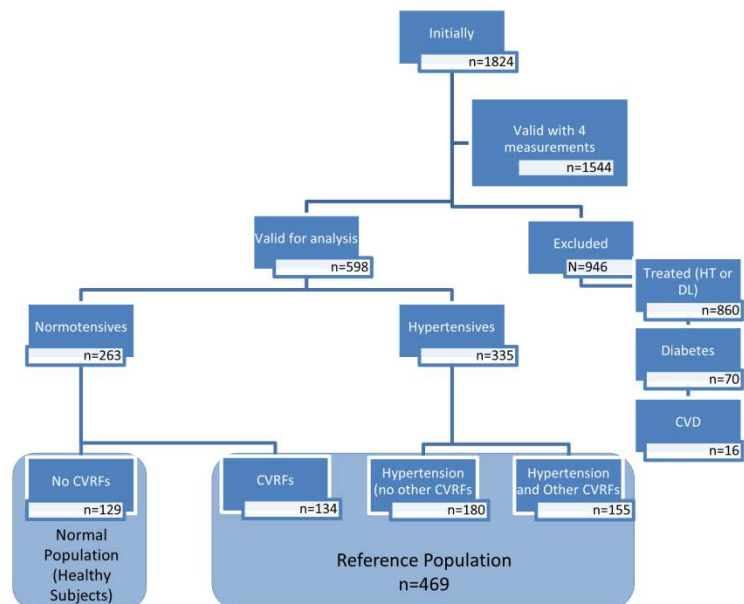 Initially
n=1824
Valid with 4
measurements
n=1544
Valid for analysis
n=598
Excluded
N=946
Treated (HT or
DL)
n=860
Diabetes
n=70
CVD
n=16
Normotensives
n=263
Hypertensives
n=335
No CVRFs
n=129
CVRFs
n=134
Hypertension
(no other CVRFs
n=180
Hypertension
and Other CVRFs
n=155
Normal
Population
(Healthy
Subjects)
Reference Population
n=469